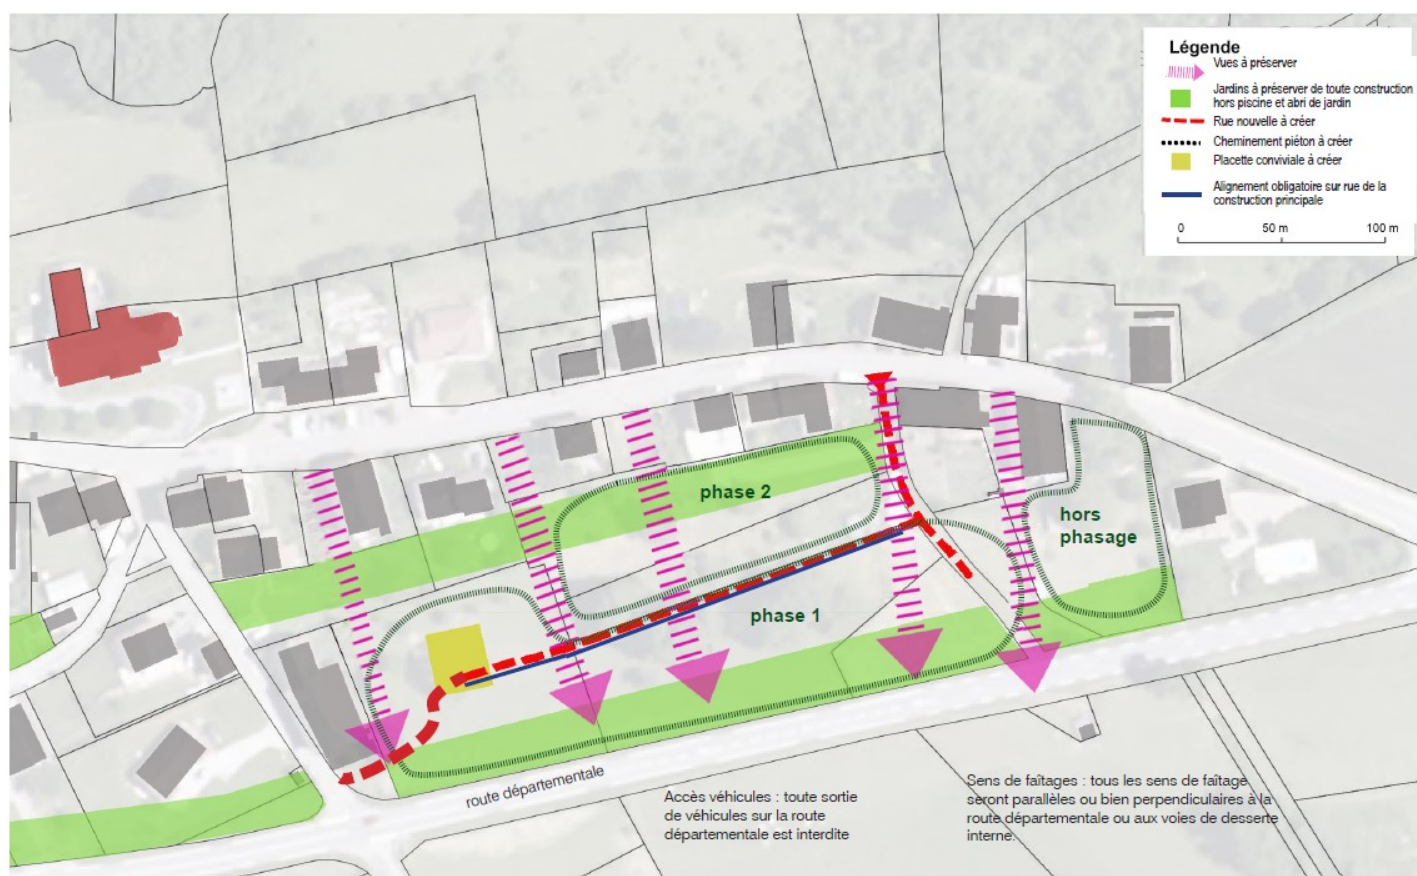 Légende
Vues à préserver
Jardins à préserver de toute construction
hors piscine et abri de jardin
Rue nouvelle à créer
Cheminement piéton à créer
Placette conviviale à créer
Alignement obligatoire sur rue de la
construction principale
0 50 m 100 m
phase 2
hors
phasage
phase 1
route départementale
Accès véhicules : toute sortie
de véhicules sur la route
départementale est interdite
Sens de faîtages : tous les sens de faîtage
seront parallèles ou bien perpendiculaires à la
route départementale ou aux voies de desserte
interne.